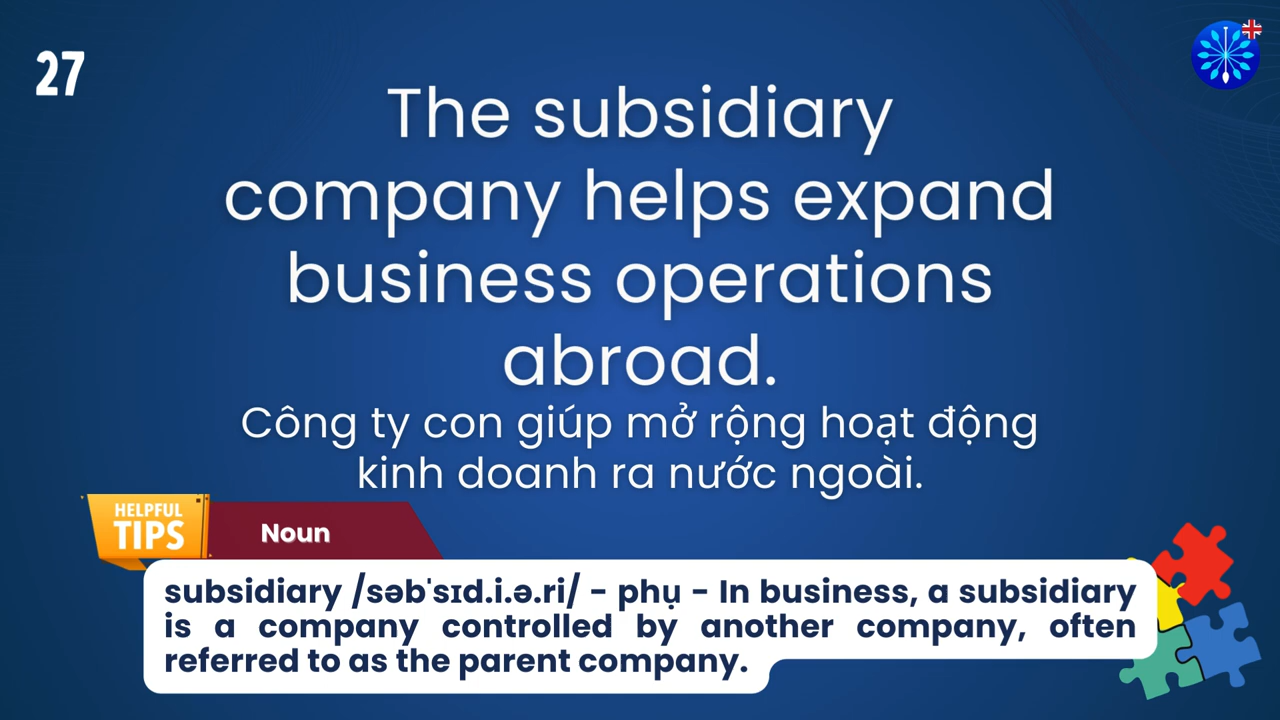 27
The subsidiary
company helps expand
business operations
abroad.
Công ty con giúp mở rộng hoạt động
kinh doanh ra nước ngoài.
HELPFUL
TIPS
Noun
subsidiary /səbˈsɪd.i.ə.ri/ - phụ - In business, a subsidiary
is a company controlled by another company, often
referred to as the parent company.